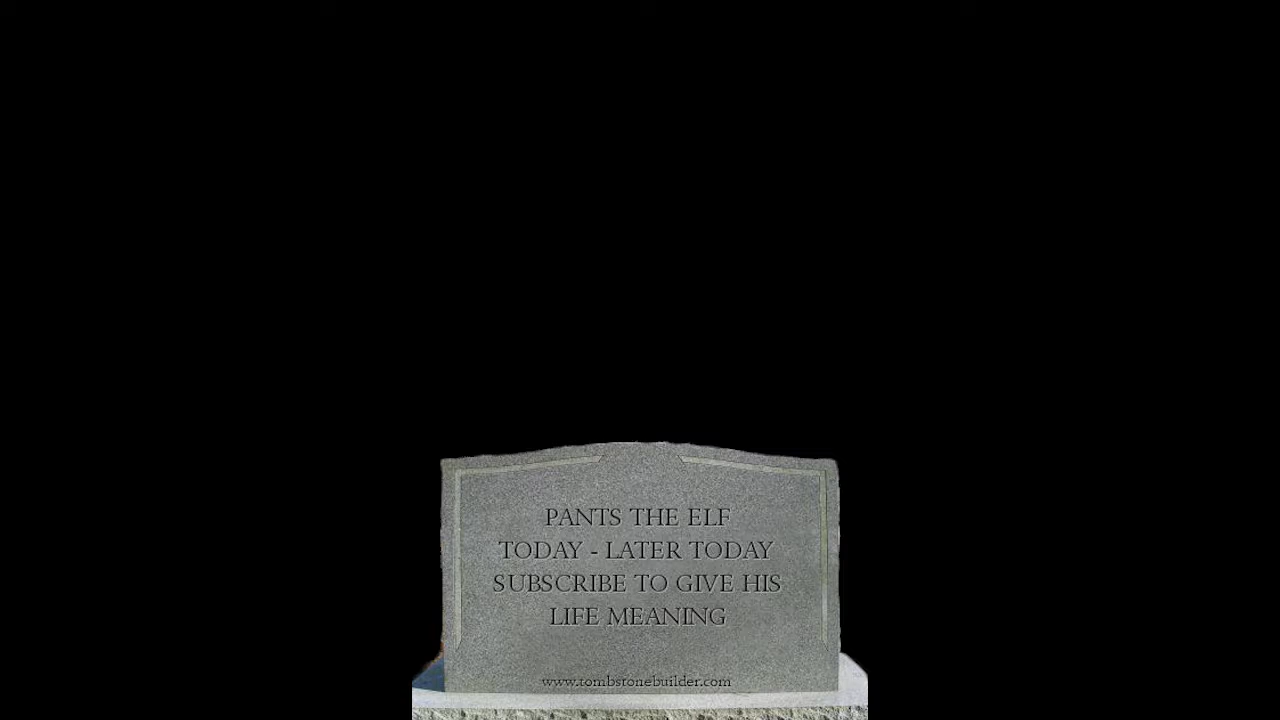 PANTS THE ELF
TODAY - LATER TODAY
SUBSCRIBE TO GIVE HIS
LIFE MEANING
www.tombstonebuilder.com